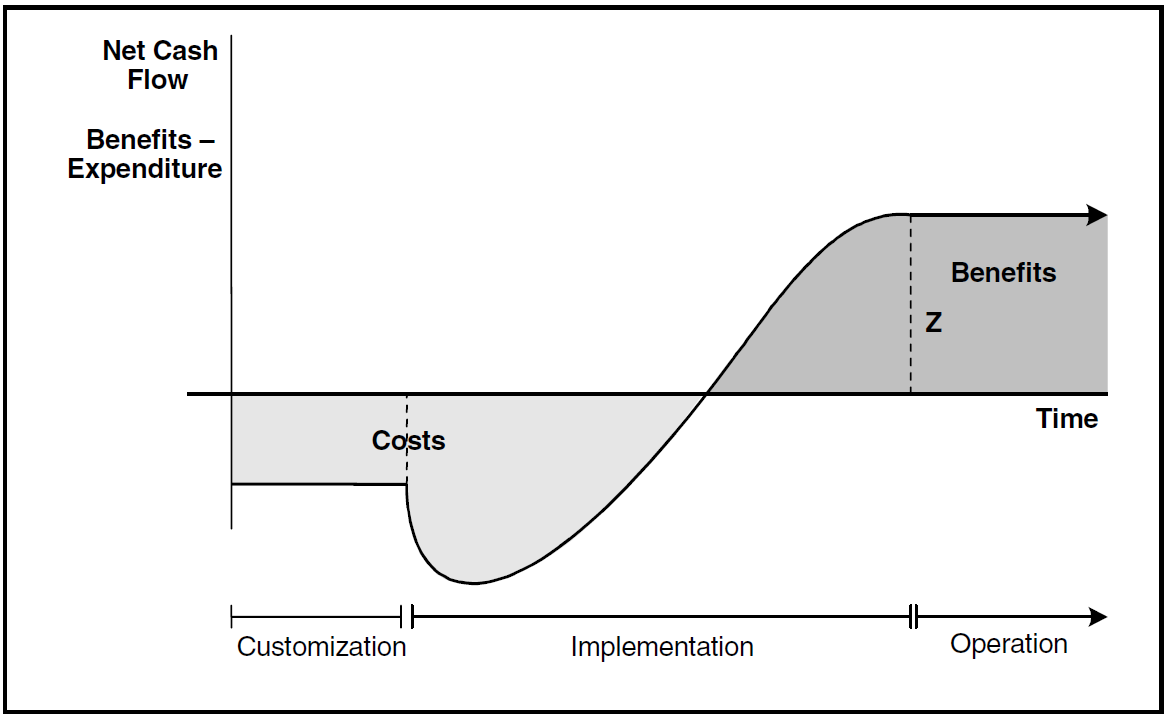 Net Cash
Flow
Benefits –
Expenditure
Benefits
Z
Time
Costs
Customization
Implementation
Operation